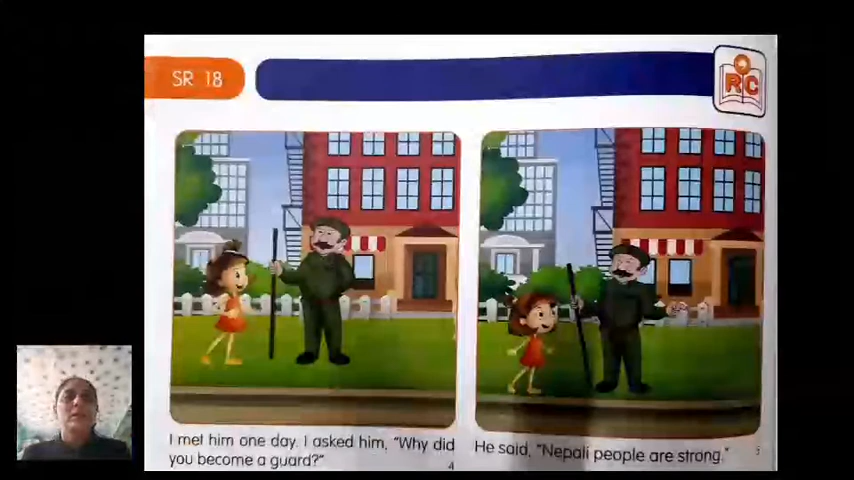 SR 18
RC
I met him one day. I asked him, "Why did
you become a guard?"
4
He said, "Nepali people are strong."
5